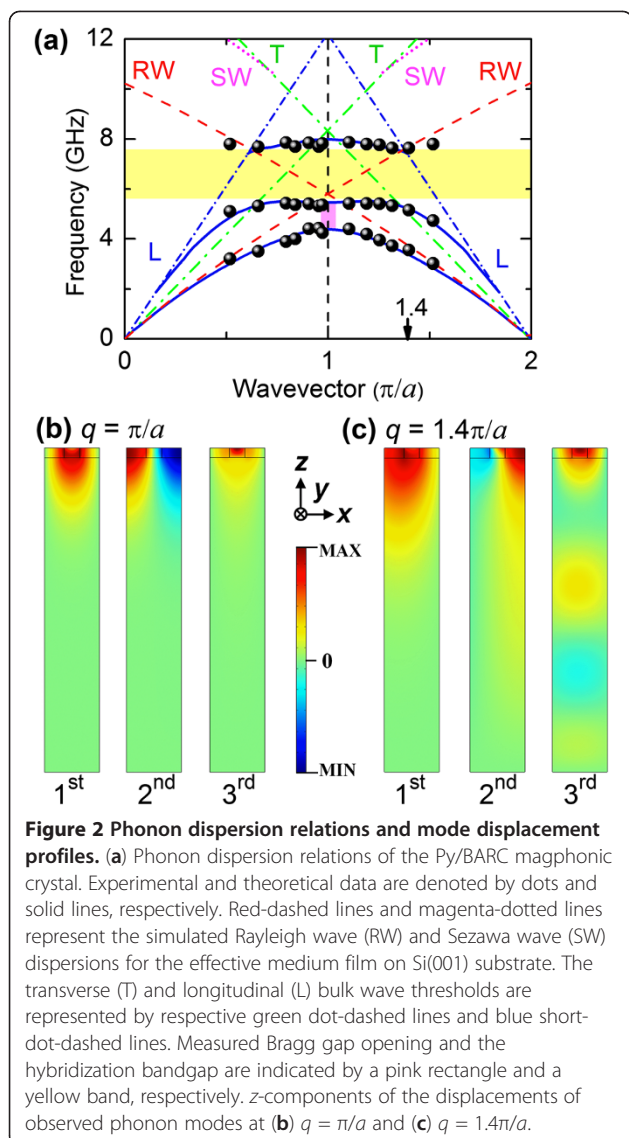 (a)
12
8
4
0
Frequency (GHz)
RW
SW
T
T
SW
RW
L
L
1.4
0
1
2
Wavevector (π/a)
(b) q = π/a
(c) q = 1.4π/a
z
y
x
MAX
0
MIN
1st
2nd
3rd
1st
2nd
3rd
Figure 2 Phonon dispersion relations and mode displacement
profiles. (a) Phonon dispersion relations of the Py/BARC magphonic
crystal. Experimental and theoretical data are denoted by dots and
solid lines, respectively. Red-dashed lines and magenta-dotted lines
represent the simulated Rayleigh wave (RW) and Sezawa wave (SW)
dispersions for the effective medium film on Si(001) substrate. The
transverse (T) and longitudinal (L) bulk wave thresholds are
represented by respective green dot-dashed lines and blue short-
dot-dashed lines. Measured Bragg gap opening and the
hybridization bandgap are indicated by a pink rectangle and a
yellow band, respectively. z-components of the displacements of
observed phonon modes at (b) q = π/a and (c) q = 1.4π/a.